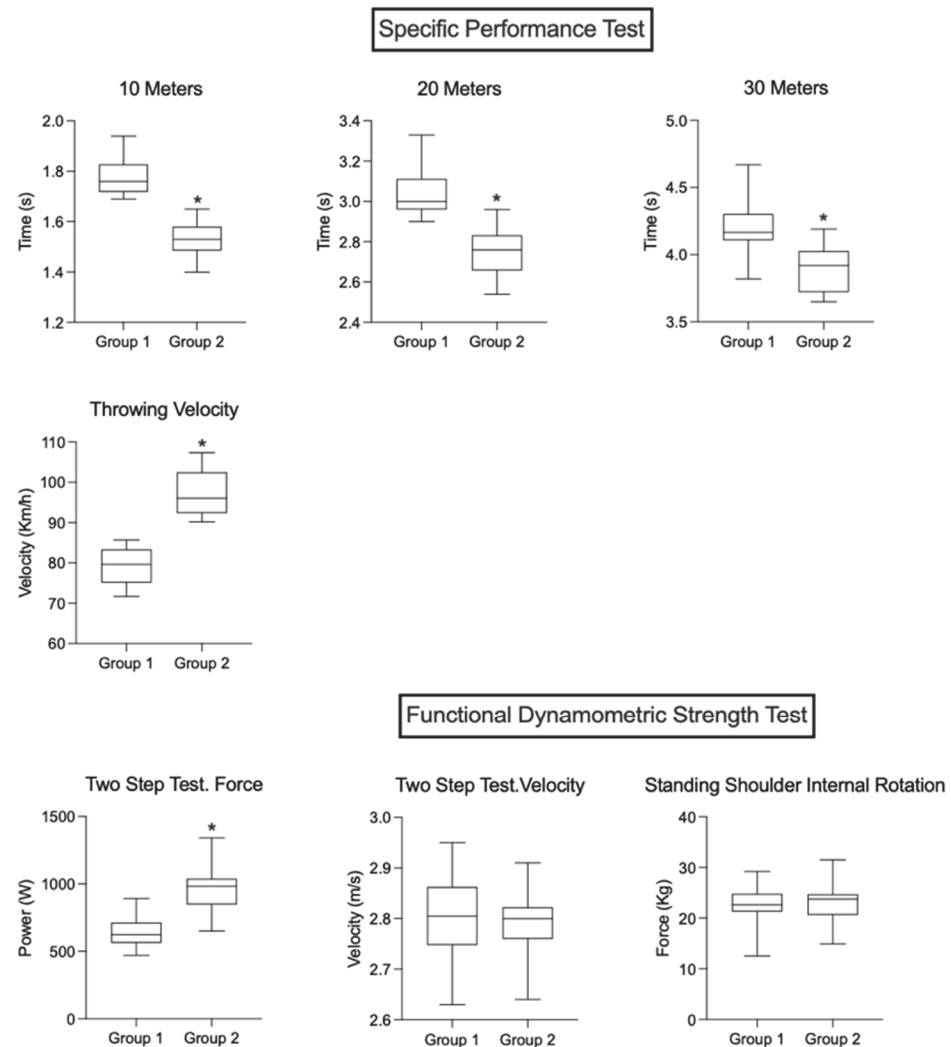 Specific Performance Test
10 Meters
Time (s)
2.0
1.8
1.6
1.4
1.2
*
Group 1 Group 2
20 Meters
Time (s)
3.4
3.2
3.0
2.8
2.6
2.4
*
Group 1 Group 2
30 Meters
Time (s)
5.0
4.5
4.0
3.5
*
Group 1 Group 2
Throwing Velocity
Velocity (Km/h)
110
100
90
80
70
60
*
Group 1 Group 2
Functional Dynamometric Strength Test
Two Step Test. Force
Power (W)
1500
1000
500
0
*
Group 1 Group 2
Two Step Test.Velocity
Velocity (m/s)
3.0
2.9
2.8
2.7
2.6
Group 1 Group 2
Standing Shoulder Internal Rotation
Force (Kg)
40
30
20
10
0
Group 1 Group 2